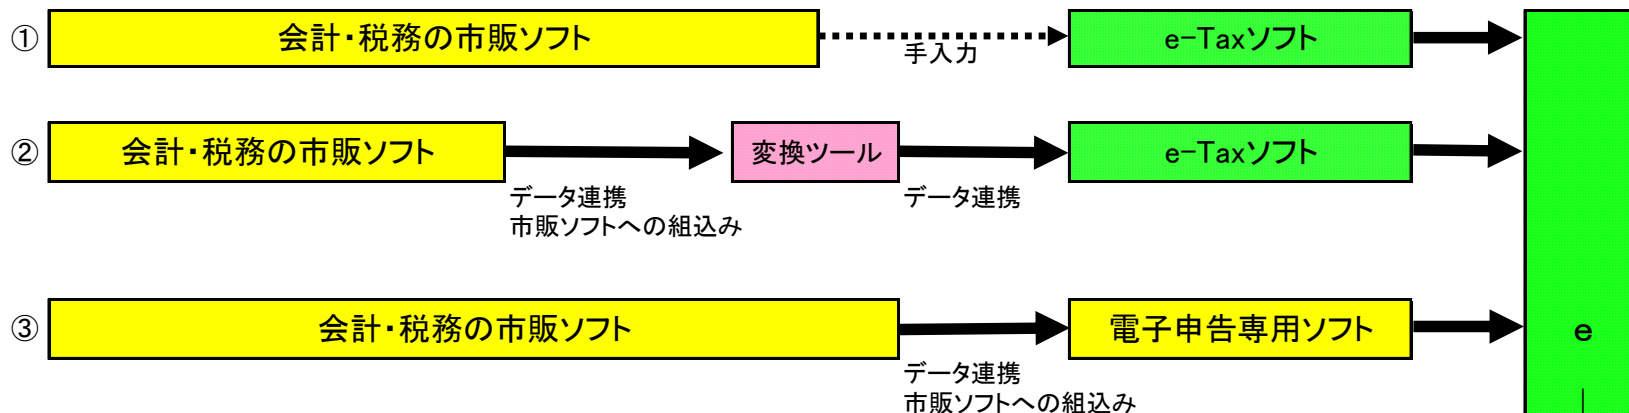 ① 会計・税務の市販ソフト 手入力 e-Taxソフト
② 会計・税務の市販ソフト 変換ツール e-Taxソフト
データ連携 データ連携
市販ソフトへの組込み
③ 会計・税務の市販ソフト 電子申告専用ソフト e
データ連携
市販ソフトへの組込み